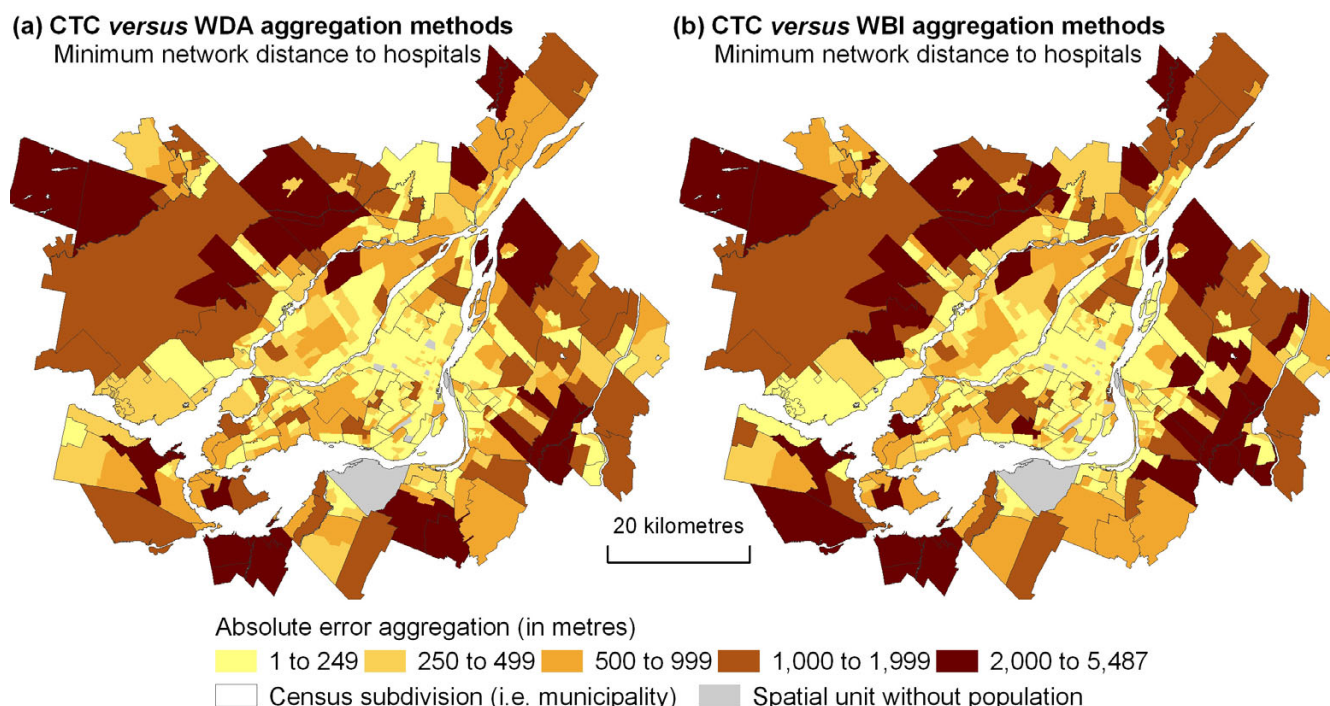 (a) CTC versus WDA aggregation methods
Minimum network distance to hospitals
(b) CTC versus WBI aggregation methods
Minimum network distance to hospitals
20 kilometres
Absolute error aggregation (in metres)
1 to 249 250 to 499 500 to 999 1,000 to 1,999 2,000 to 5,487
Census subdivision (i.e. municipality) Spatial unit without population